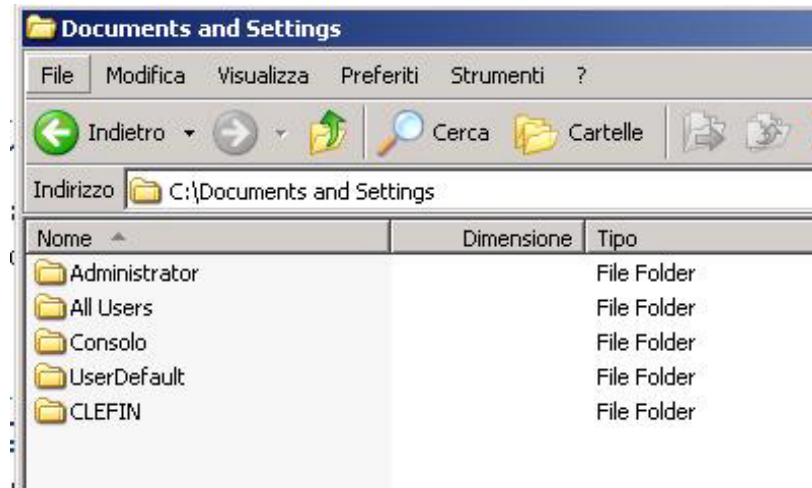 Documents and Settings
File Modifica Visualizza Preferiti Strumenti ?
Indietro Cerca Cartelle
Indirizzo C:\Documents and Settings
Nome Dimensione Tipo
Administrator File Folder
All Users File Folder
Consolo File Folder
UserDefault File Folder
CLEFIN File Folder